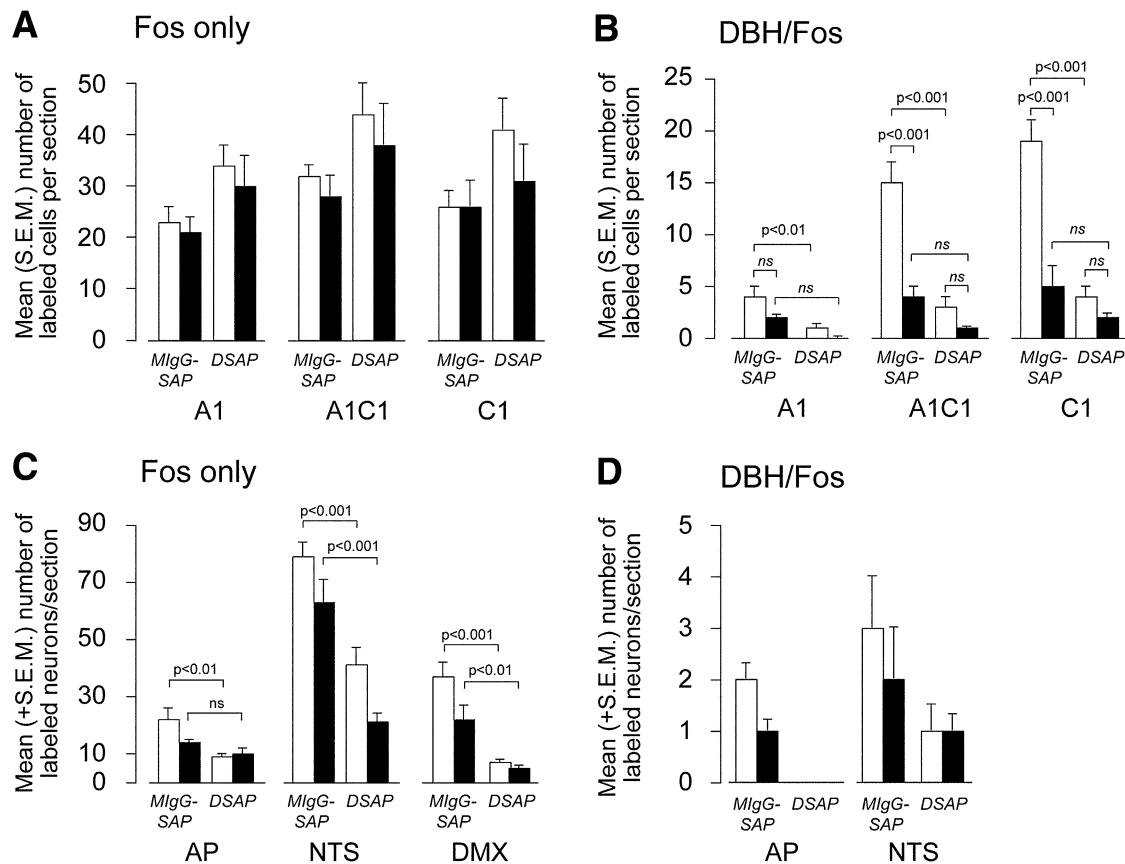 A
Fos only
Mean (S.E.M.) number of
labeled cells per section
50
40
30
20
10
0
MIgG-
SAP
DSAP
MIgG-
SAP
DSAP
MIgG-
SAP
DSAP
A1
A1C1
C1
B
DBH/Fos
Mean (S.E.M.) number of
labeled cells per section
25
20
15
10
5
0
p<0.01
ns
ns
p<0.001
p<0.001
ns
ns
p<0.001
p<0.001
ns
ns
MIgG-
SAP
DSAP
MIgG-
SAP
DSAP
MIgG-
SAP
DSAP
A1
A1C1
C1
C
Fos only
Mean (+S.E.M.) number of
labeled neurons/section
90
70
50
30
10
0
p<0.01
ns
p<0.001
p<0.001
p<0.001
p<0.01
MIgG-
SAP
DSAP
MIgG-
SAP
DSAP
MIgG-
SAP
DSAP
AP
NTS
DMX
D
DBH/Fos
Mean (+S.E.M.) number of
labeled neurons/section
5
4
3
2
1
0
MIgG-
SAP
DSAP
MIgG-
SAP
DSAP
AP
NTS